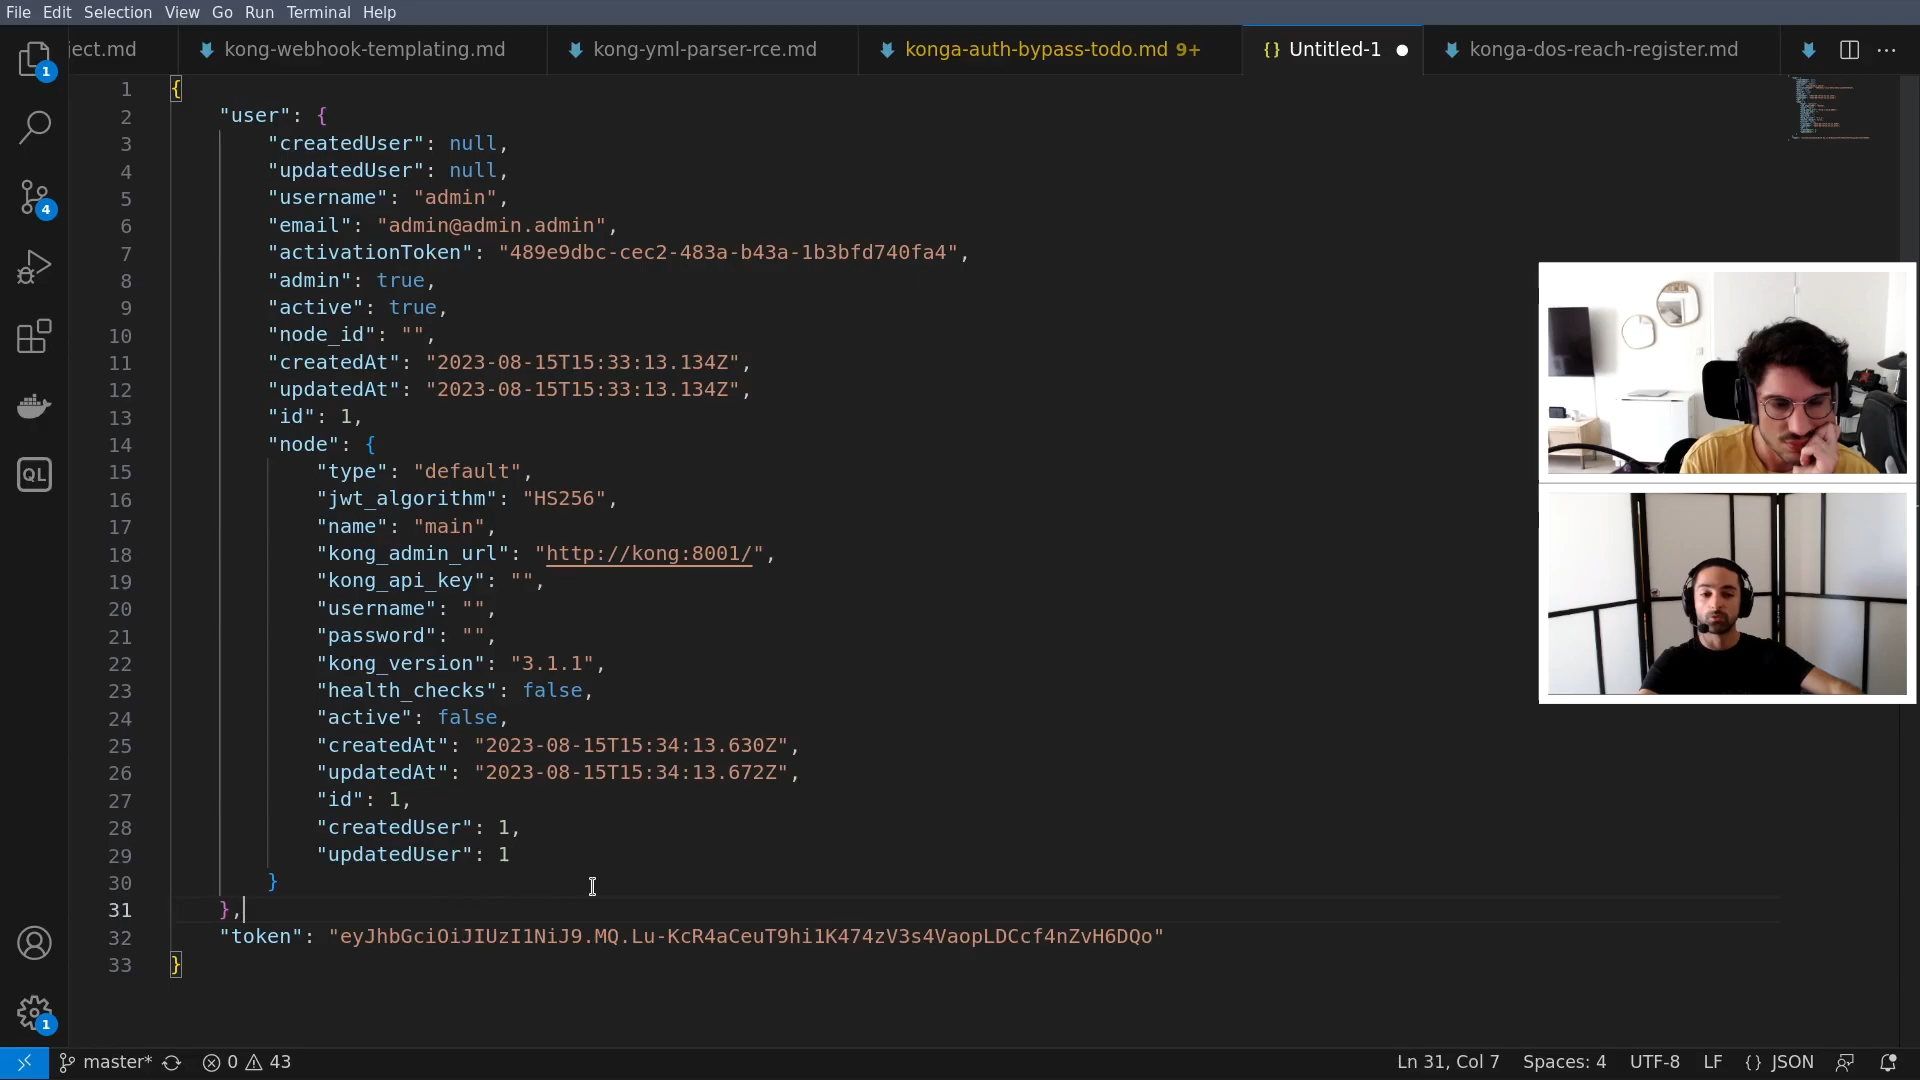 File Edit Selection View Go Run Terminal Help
ject.md kong-webhook-templating.md kong-yml-parser-rce.md konga-auth-bypass-todo.md 9+ {} Untitled-1 konga-dos-reach-register.md ...
1 {
2 "user": {
3 "createdUser": null,
4 "updatedUser": null,
5 "username": "admin",
6 "email": "admin@admin.admin",
7 "activationToken": "489e9dbc-cec2-483a-b43a-1b3bfd740fa4",
8 "admin": true,
9 "active": true,
10 "node_id": "",
11 "createdAt": "2023-08-15T15:33:13.134Z",
12 "updatedAt": "2023-08-15T15:33:13.134Z",
13 "id": 1,
14 "node": {
15 "type": "default",
16 "jwt_algorithm": "HS256",
17 "name": "main",
18 "kong_admin_url": "http://kong:8001/",
19 "kong_api_key": "",
20 "username": "",
21 "password": "",
22 "kong_version": "3.1.1",
23 "health_checks": false,
24 "active": false,
25 "createdAt": "2023-08-15T15:34:13.630Z",
26 "updatedAt": "2023-08-15T15:34:13.672Z",
27 "id": 1,
28 "createdUser": 1,
29 "updatedUser": 1
30 }
31 },
32 "token": "eyJhbGciOiJIUzI1NiJ9.MQ.Lu-KcR4aCeuT9hi1K474zV3s4VaopLDCcf4nZvH6DQo"
33 }
1
4
QL
1
master* 0 43 Ln 31, Col 7 Spaces: 4 UTF-8 LF {} JSON